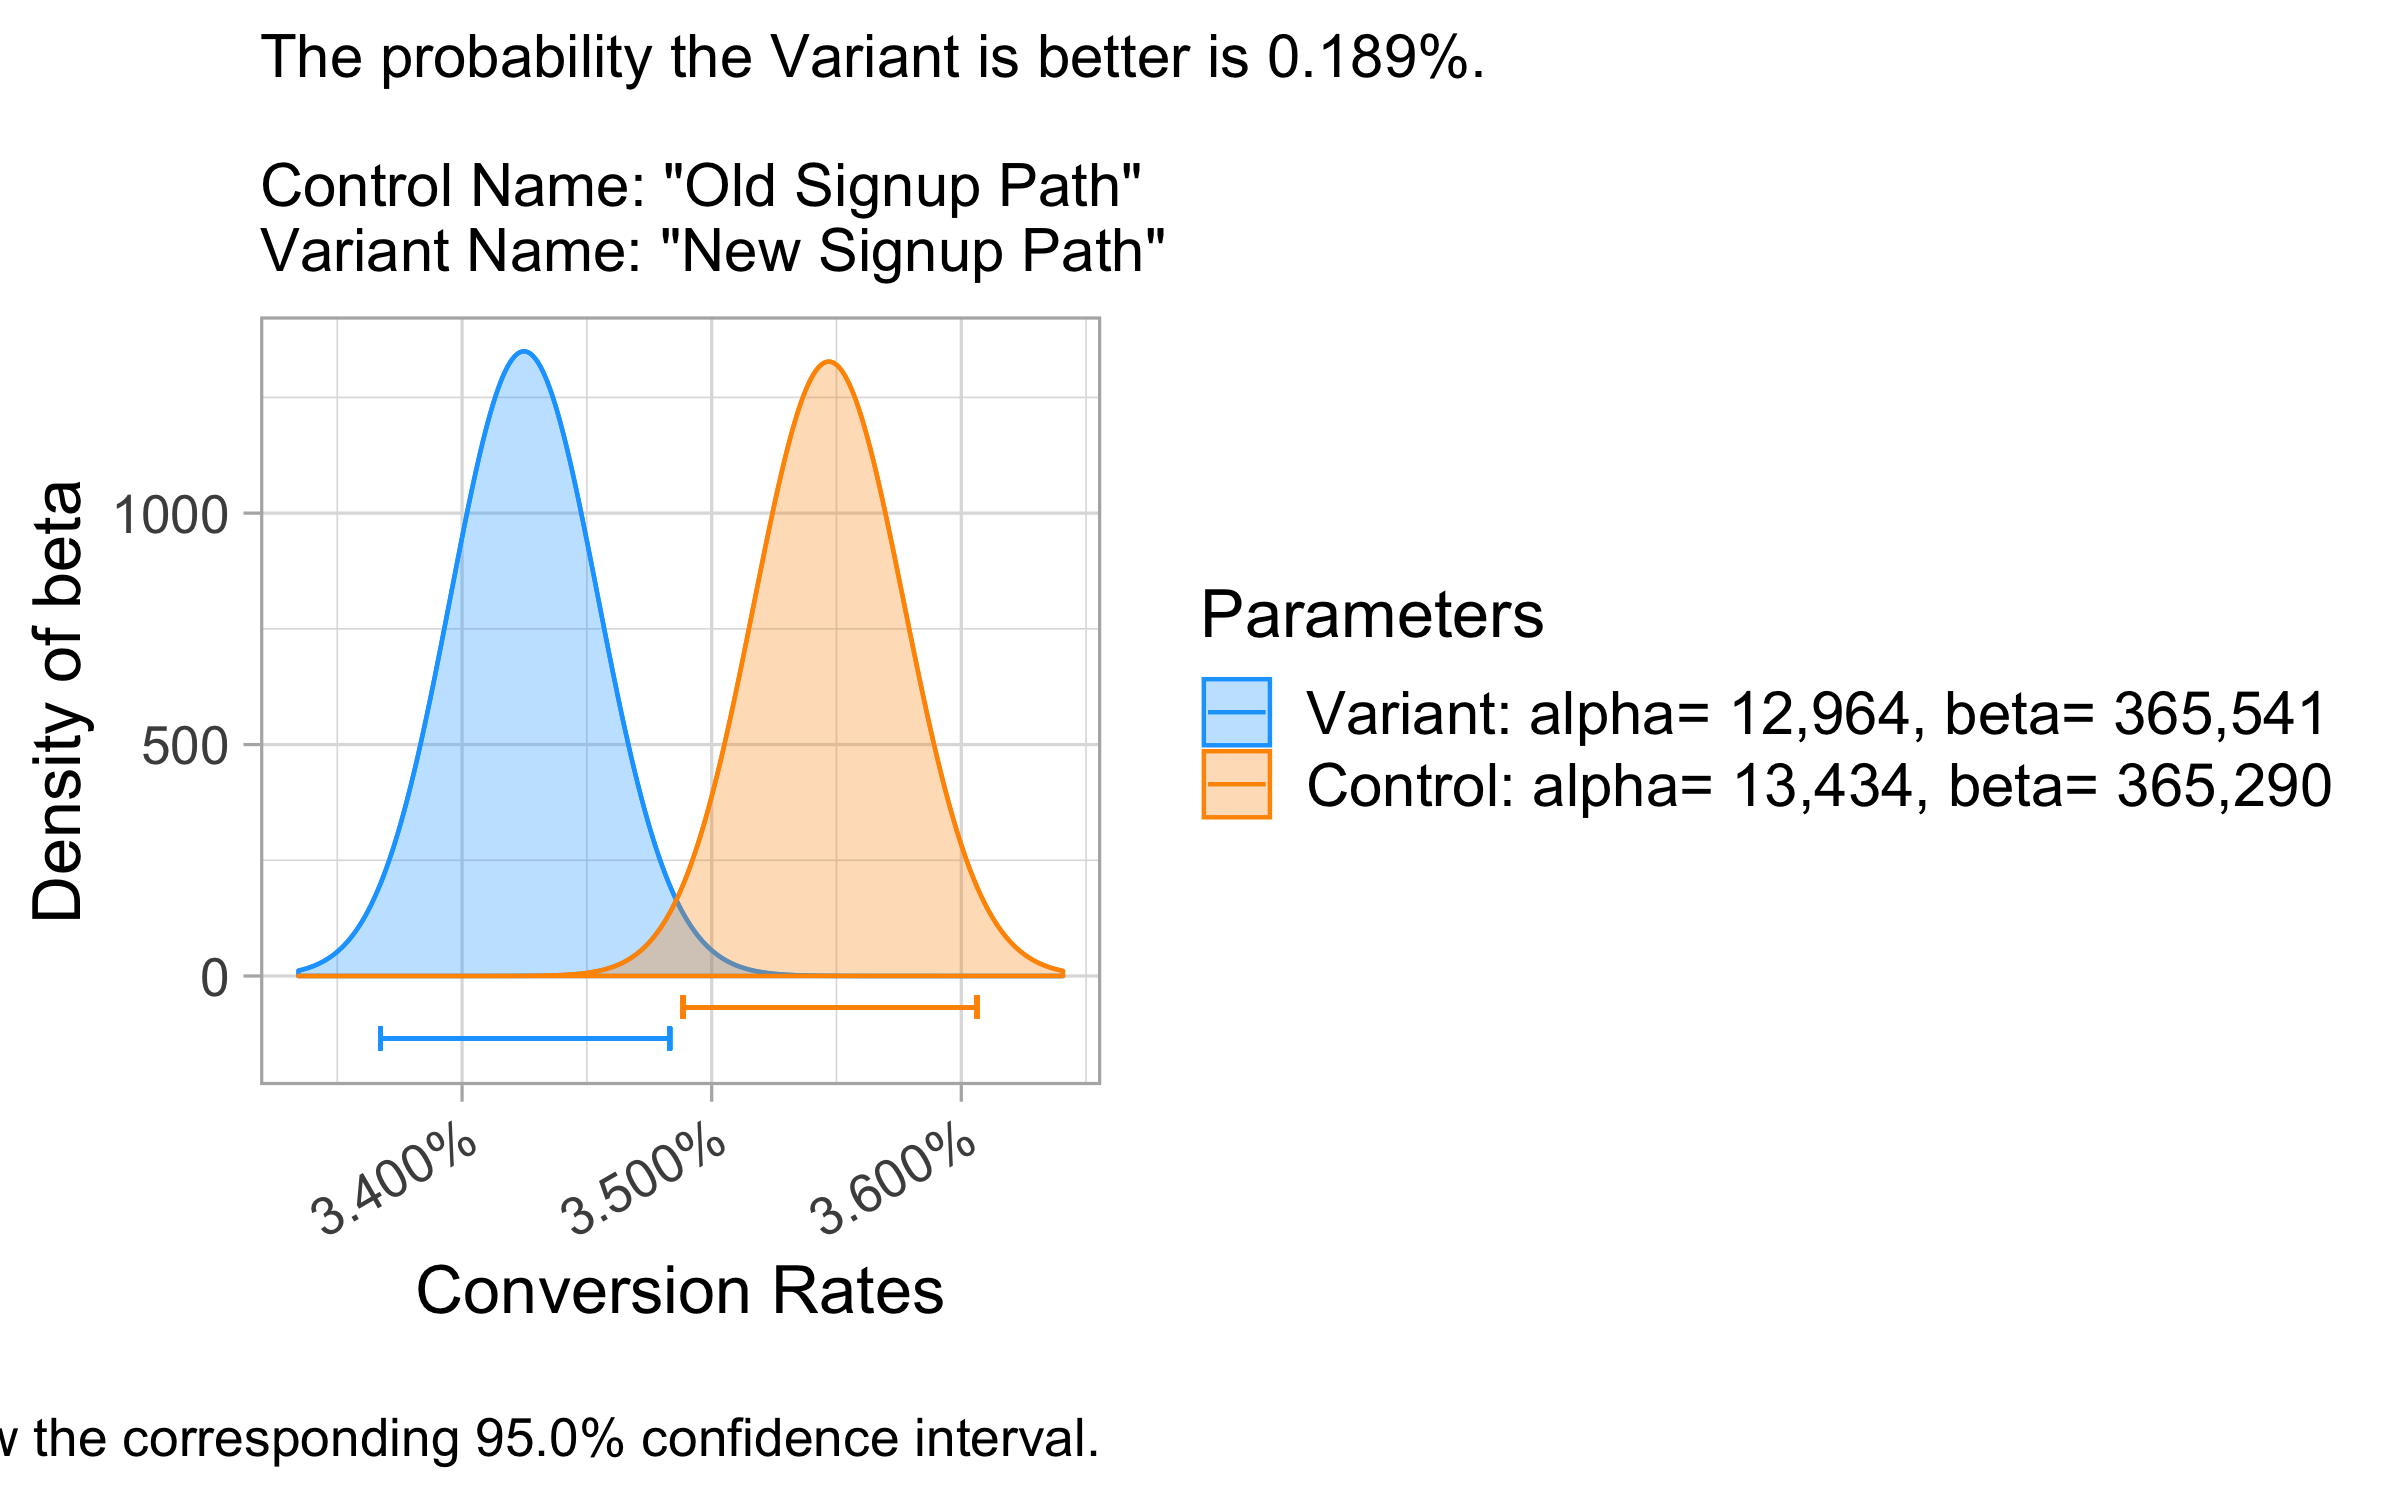 The probability the Variant is better is 0.189%.
Control Name: "Old Signup Path"
Variant Name: "New Signup Path"
Density of beta
1000
500
0
3.400%
3.500%
3.600%
Conversion Rates
Parameters
Variant: alpha= 12,964, beta= 365,541
Control: alpha= 13,434, beta= 365,290
the corresponding 95.0% confidence interval.